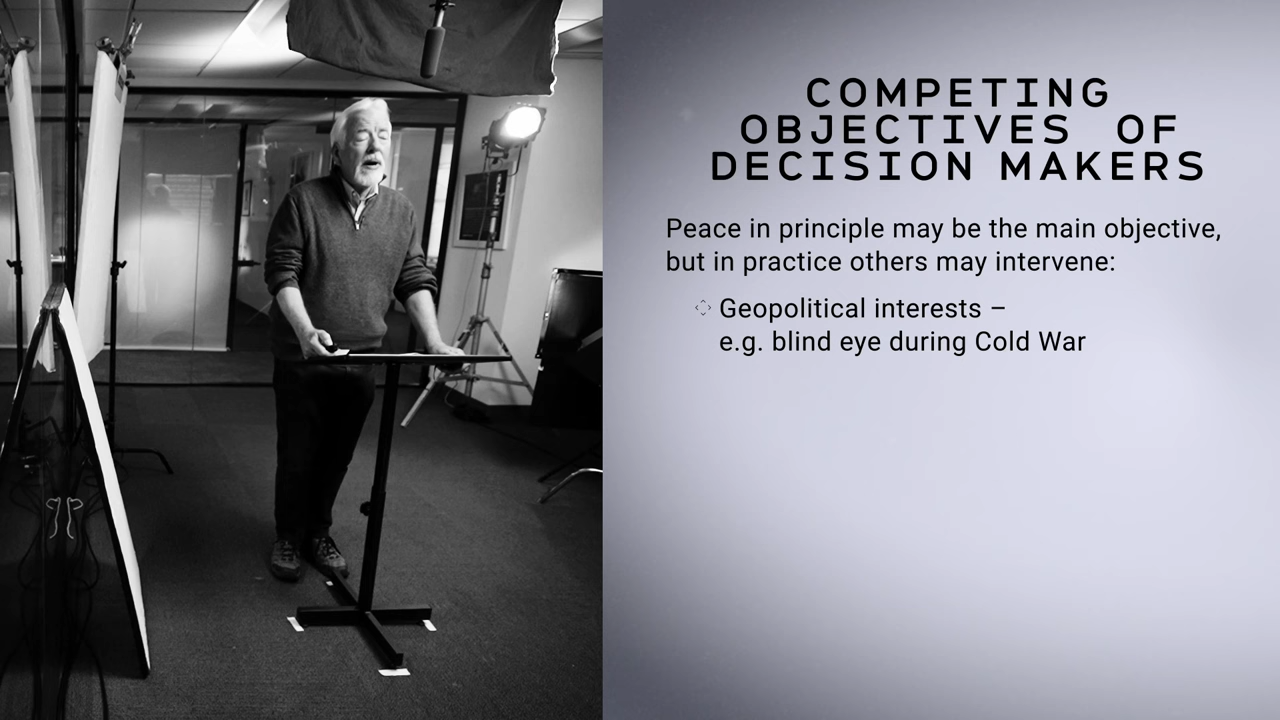 COMPETING
OBJECTIVES OF
DECISION MAKERS
Peace in principle may be the main objective,
but in practice others may intervene:
Geopolitical interests –
e.g. blind eye during Cold War